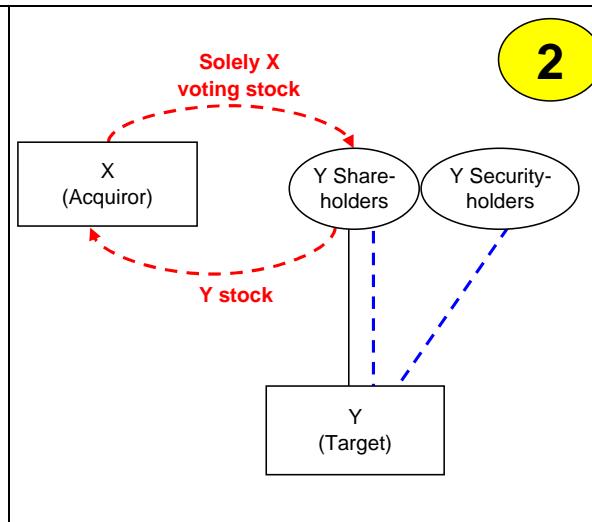 2
Solely X
voting stock
X
(Acquiror)
Y Share-
holders
Y Security-
holders
Y stock
Y
(Target)